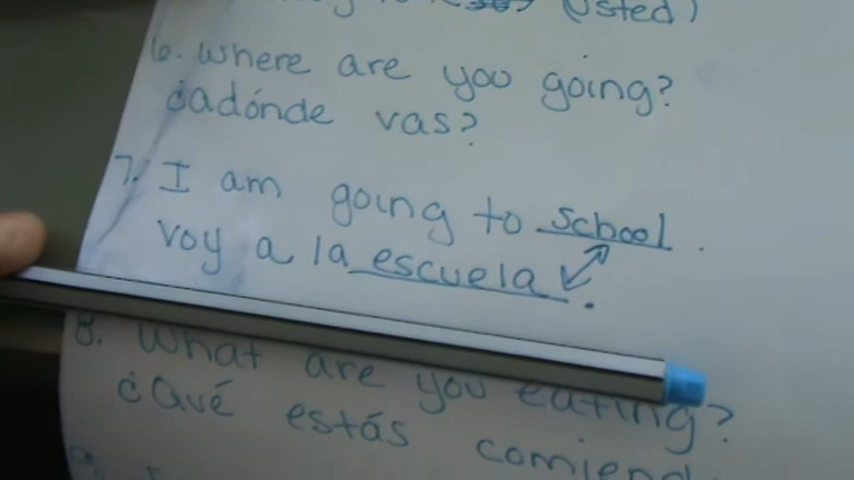 (usted)
6. Where are you going?
¿adónde vas?
7. I am going to school.
voy a la escuela.
8. What are you eating?
¿Qué estás